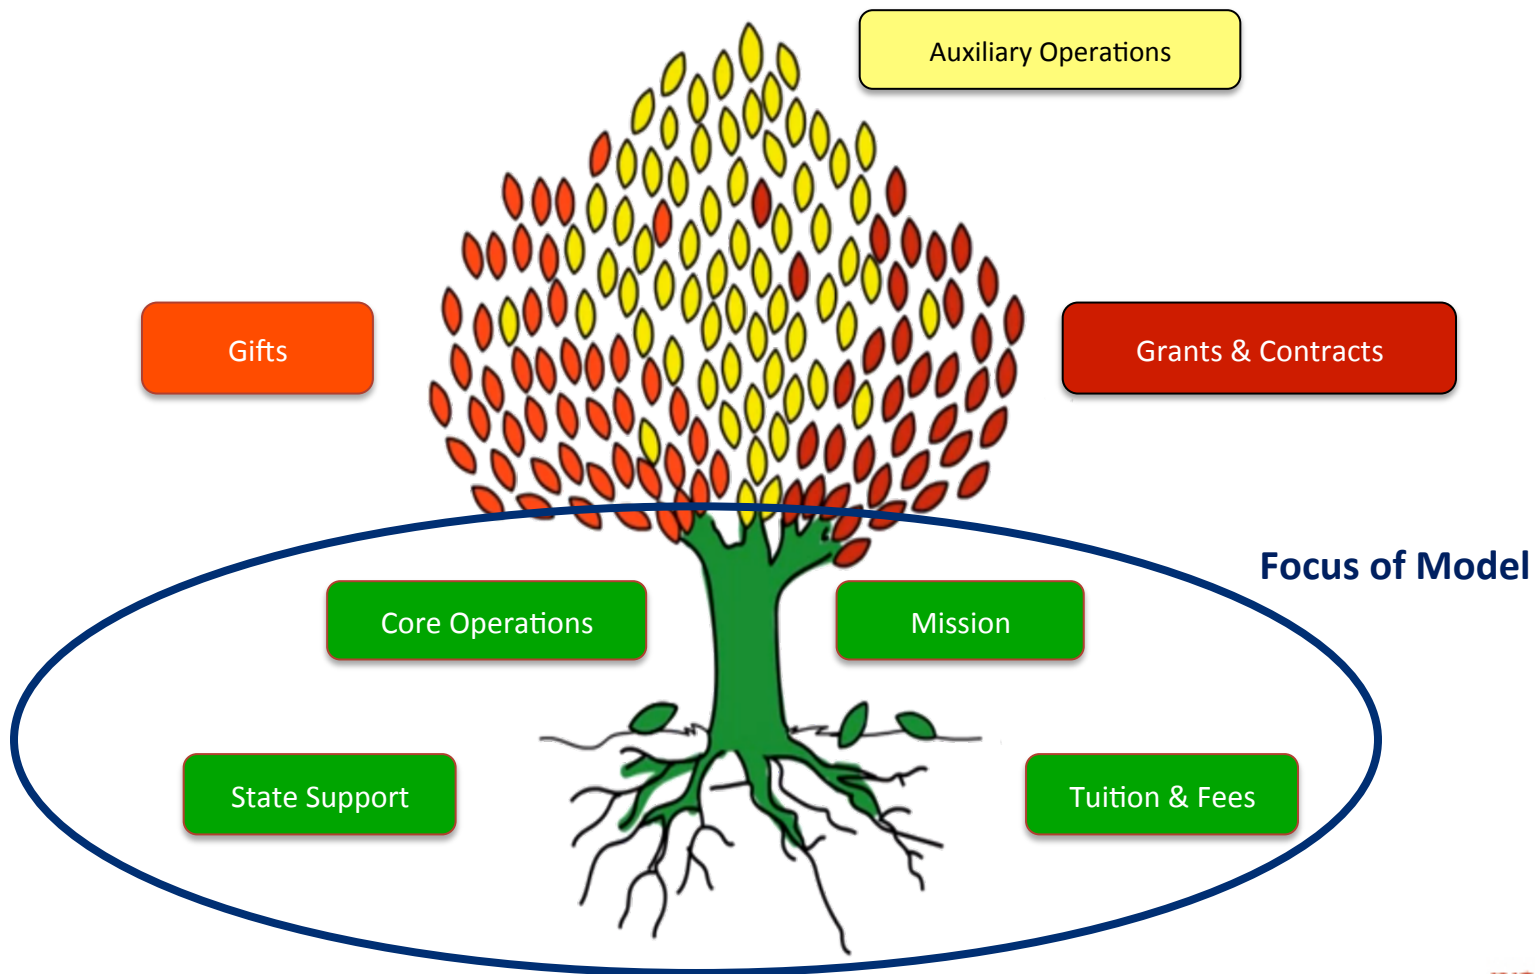 Auxiliary Operations
Gifts
Grants & Contracts
Focus of Model
Core Operations
Mission
State Support
Tuition & Fees